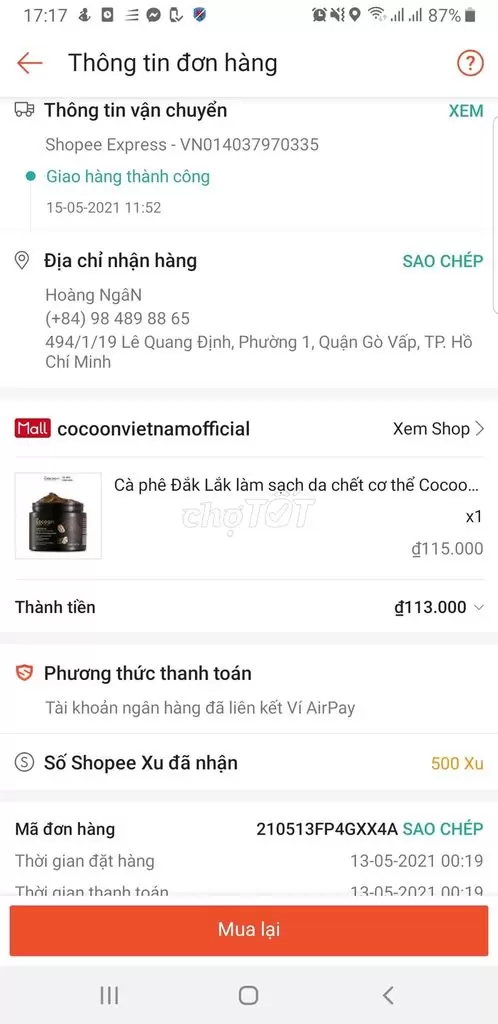 17:17 87%
Thông tin đơn hàng
Thông tin vận chuyển XEM
Shopee Express - VN014037970335
Giao hàng thành công
15-05-2021 11:52
Địa chỉ nhận hàng SAO CHÉP
Hoàng NgâN
(+84) 98 489 88 65
494/1/19 Lê Quang Định, Phường 1, Quận Gò Vấp, TP. Hồ
Chí Minh
Mall cocoonvietnamofficial Xem Shop
Cà phê Đắk Lắk làm sạch da chết cơ thể Cocoo...
chợTỐT
Cocoon
x1
₫115.000
Thành tiền ₫113.000
Phương thức thanh toán
Tài khoản ngân hàng đã liên kết Ví AirPay
S Số Shopee Xu đã nhận 500 Xu
Mã đơn hàng 210513FP4GXX4A SAO CHÉP
Thời gian đặt hàng 13-05-2021 00:19
Thời gian thanh toán 13-05-2021 00:19
Mua lại